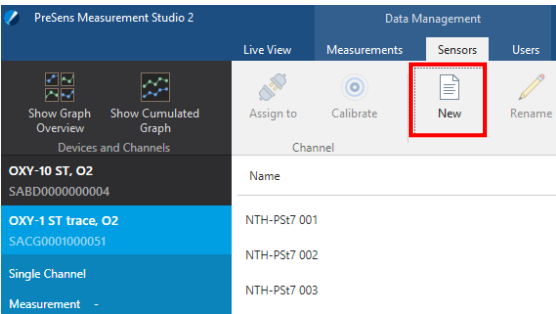 PreSens Measurement Studio 2
Data Management
Live View
Measurements
Sensors
Users
Show Graph
Overview
Show Cumulated
Graph
Assign to
Calibrate
New
Rename
Devices and Channels
Channel
OXY-10 ST, O2
SABD0000000004
Name
OXY-1 ST trace, O2
SACG0001000051
NTH-PSt7 001
NTH-PSt7 002
Single Channel
NTH-PSt7 003
Measurement -